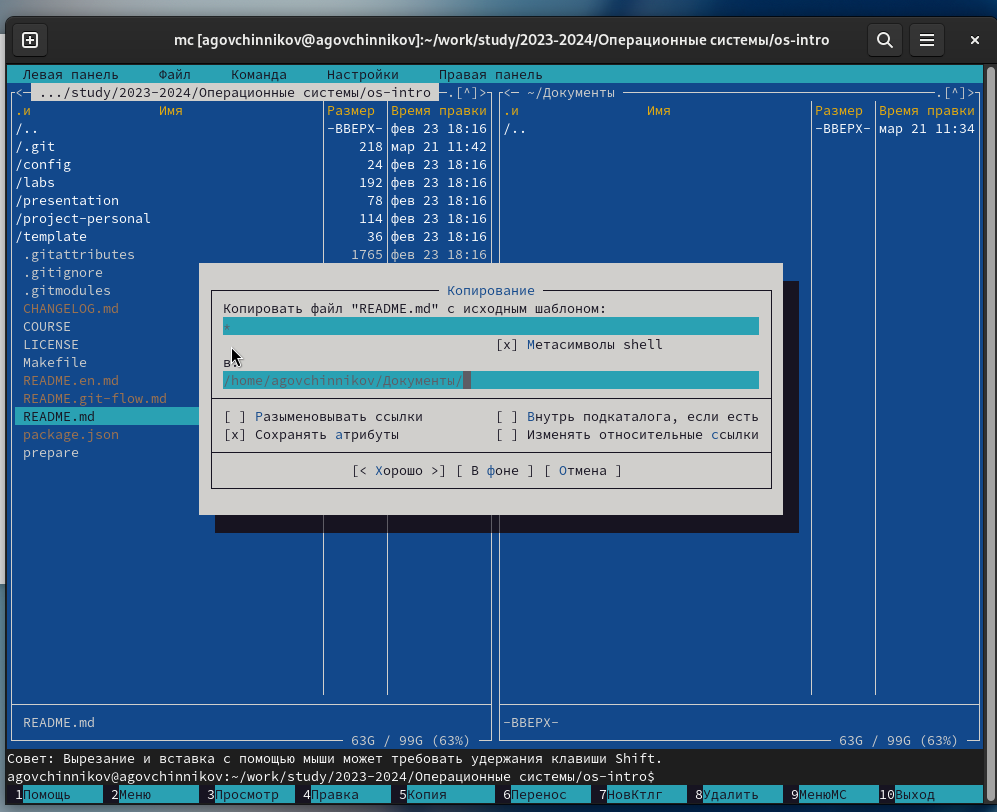 mc [agovchinnikov@agovchinnikov]:~/work/study/2023-2024/Операционные системы/os-intro
Левая панель Файл Команда Настройки Правая панель
<─ .../study/2023-2024/Операционные системы/os-intro ─.[^]>
.и Имя Размер Время правки
/.. -ВВЕРХ- фев 23 18:16
/.git 218 мар 21 11:42
/config 24 фев 23 18:16
/labs 192 фев 23 18:16
/presentation 78 фев 23 18:16
/project-personal 114 фев 23 18:16
/template 36 фев 23 18:16
.gitattributes 1765 фев 23 18:16
.gitignore
.gitmodules
CHANGELOG.md
COURSE
LICENSE
Makefile
README.en.md
README.git-flow.md
README.md
package.json
prepare
README.md
63G / 99G (63%)
<─ ~/Документы ─.[^]>
.и Имя Размер Время правки
/.. -ВВЕРХ- мар 21 11:34
-ВВЕРХ-
63G / 99G (63%)
Копирование
Копировать файл "README.md" с исходным шаблоном:
*
[x] Метасимволы shell
в:
/home/agovchinnikov/Документы/
[ ] Разыменовывать ссылки [ ] Внутрь подкаталога, если есть
[x] Сохранять атрибуты [ ] Изменять относительные ссылки
[< Хорошо >] [ В фоне ] [ Отмена ]
Совет: Вырезание и вставка с помощью мыши может требовать удержания клавиши Shift.
agovchinnikov@agovchinnikov:~/work/study/2023-2024/Операционные системы/os-intro$
1Помощь 2Меню 3Просмотр 4Правка 5Копия 6Перенос 7НовКтлг 8Удалить 9МенюМС 10Выход